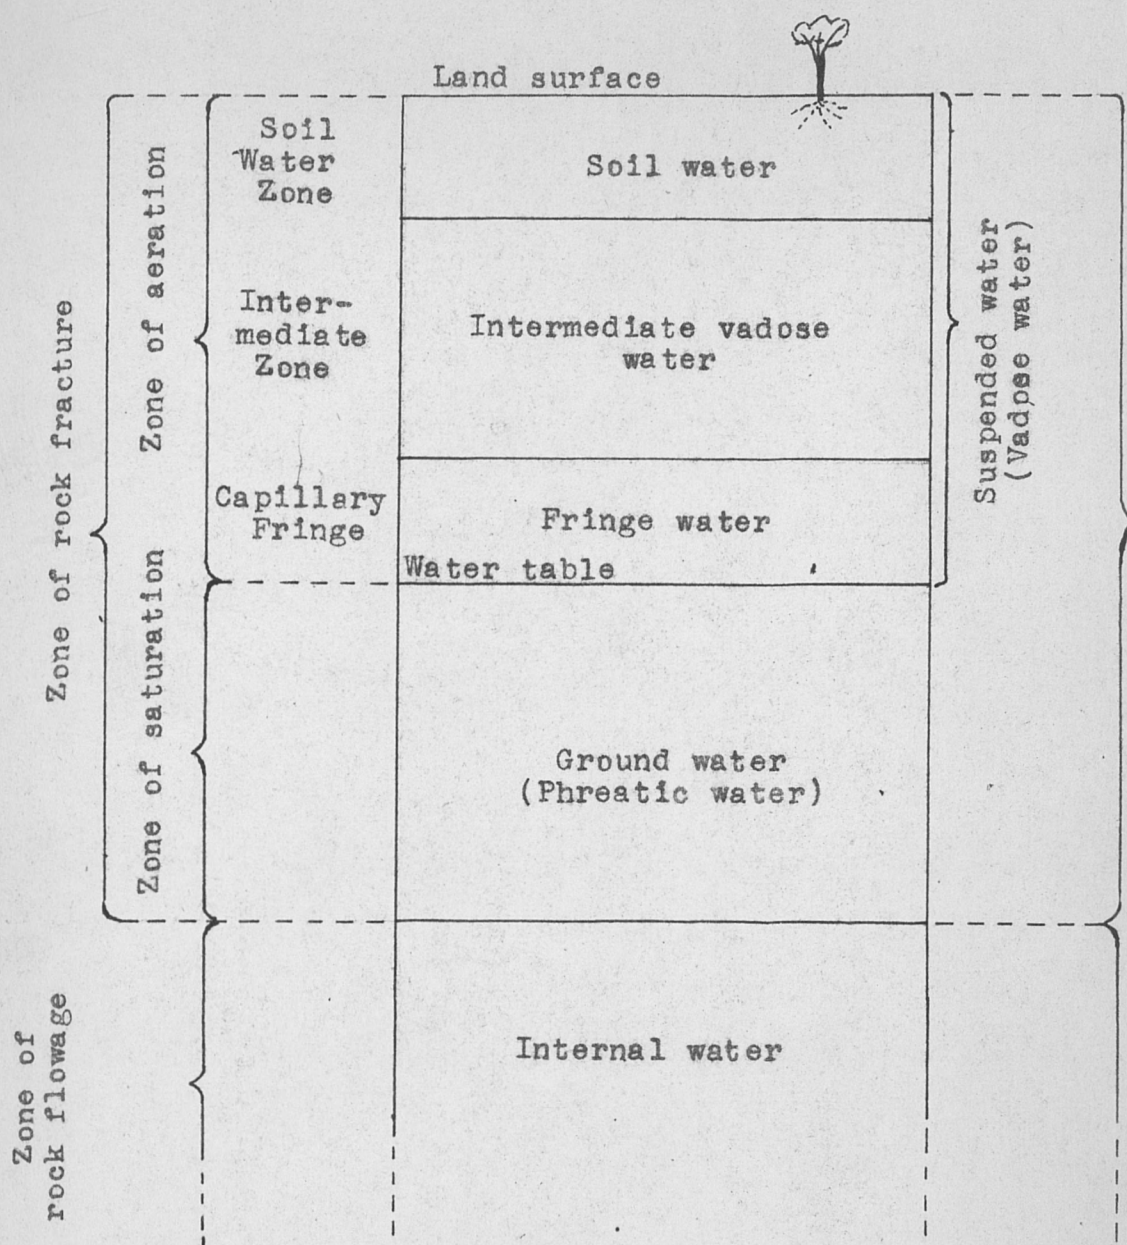 Land surface
Soil
Water
Zone
Soil water
Inter-
mediate
Zone
Intermediate vadose
water
Capillary
Fringe
Fringe water
Water table
Ground water
(Phreatic water)
Internal water
Zone of rock fracture
Zone of aeration
Zone of saturation
Zone of
rock flowage
Suspended water
(Vadose water)